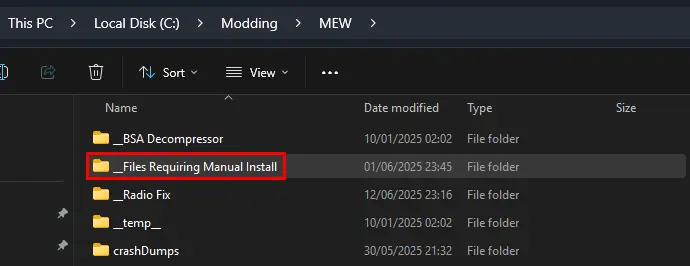 This PC > Local Disk (C:) > Modding > MEW >
Sort View ...
Name Date modified Type Size
__BSA Decompressor 10/01/2025 02:02 File folder
__Files Requiring Manual Install 01/06/2025 23:45 File folder
__Radio Fix 12/06/2025 23:16 File folder
__temp__ 10/01/2025 02:02 File folder
crashDumps 30/05/2025 21:32 File folder